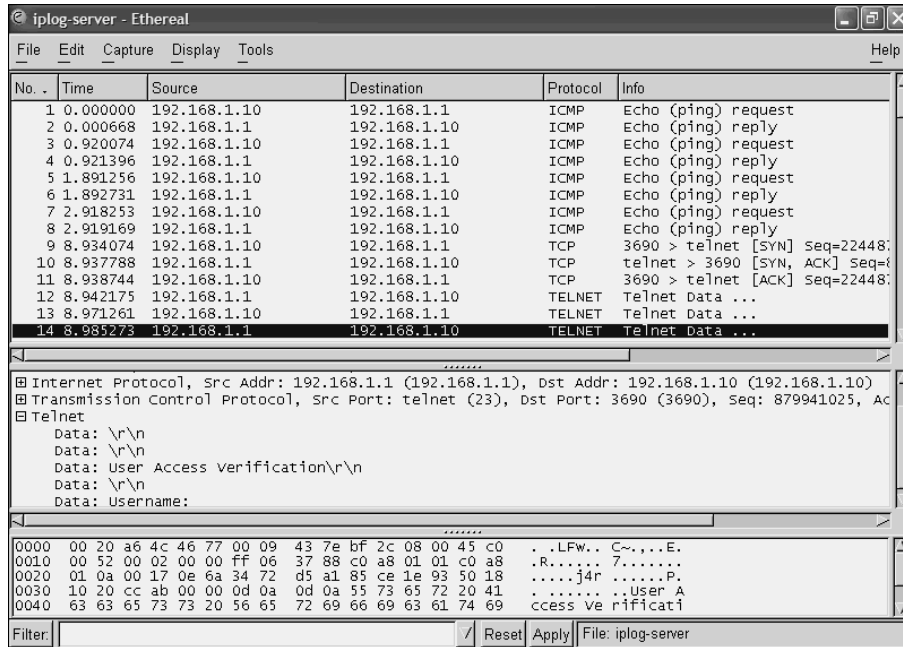 iplog-server - Ethereal
File Edit Capture Display Tools Help
No. . Time Source Destination Protocol Info
1 0.000000 192.168.1.10 192.168.1.1 ICMP Echo (ping) request
2 0.000668 192.168.1.1 192.168.1.10 ICMP Echo (ping) reply
3 0.920074 192.168.1.10 192.168.1.1 ICMP Echo (ping) request
4 0.921396 192.168.1.1 192.168.1.10 ICMP Echo (ping) reply
5 1.891256 192.168.1.10 192.168.1.1 ICMP Echo (ping) request
6 1.892731 192.168.1.1 192.168.1.10 ICMP Echo (ping) reply
7 2.918253 192.168.1.10 192.168.1.1 ICMP Echo (ping) request
8 2.919169 192.168.1.1 192.168.1.10 ICMP Echo (ping) reply
9 8.934074 192.168.1.10 192.168.1.1 TCP 3690 > telnet [SYN] Seq=22448
10 8.937788 192.168.1.1 192.168.1.10 TCP telnet > 3690 [SYN, ACK] Seq=8
11 8.938744 192.168.1.10 192.168.1.1 TCP 3690 > telnet [ACK] Seq=22448
12 8.942175 192.168.1.1 192.168.1.10 TELNET Telnet Data ...
13 8.971261 192.168.1.10 192.168.1.1 TELNET Telnet Data ...
14 8.985273 192.168.1.1 192.168.1.10 TELNET Telnet Data ...
Internet Protocol, Src Addr: 192.168.1.1 (192.168.1.1), Dst Addr: 192.168.1.10 (192.168.1.10)
Transmission Control Protocol, Src Port: telnet (23), Dst Port: 3690 (3690), Seq: 879941025, Ac
Telnet
Data: \r\n
Data: \r\n
Data: User Access Verification\r\n
Data: \r\n
Data: Username:
0000 00 20 a6 4c 46 77 00 09 43 7e bf 2c 08 00 45 c0 . .LFw.. C~.,..E.
0010 00 52 00 02 00 00 ff 06 37 88 c0 a8 01 01 c0 a8 .R...... 7.......
0020 01 0a 00 17 0e 6a 34 72 d5 a1 85 ce 1e 93 50 18 .....j4r ......P.
0030 10 20 cc ab 00 00 0d 0a 0d 0a 55 73 65 72 20 41 . ...... ..User A
0040 63 63 65 73 73 20 56 65 72 69 66 69 63 61 74 69 ccess Ve rificati
Filter: Reset Apply File: iplog-server